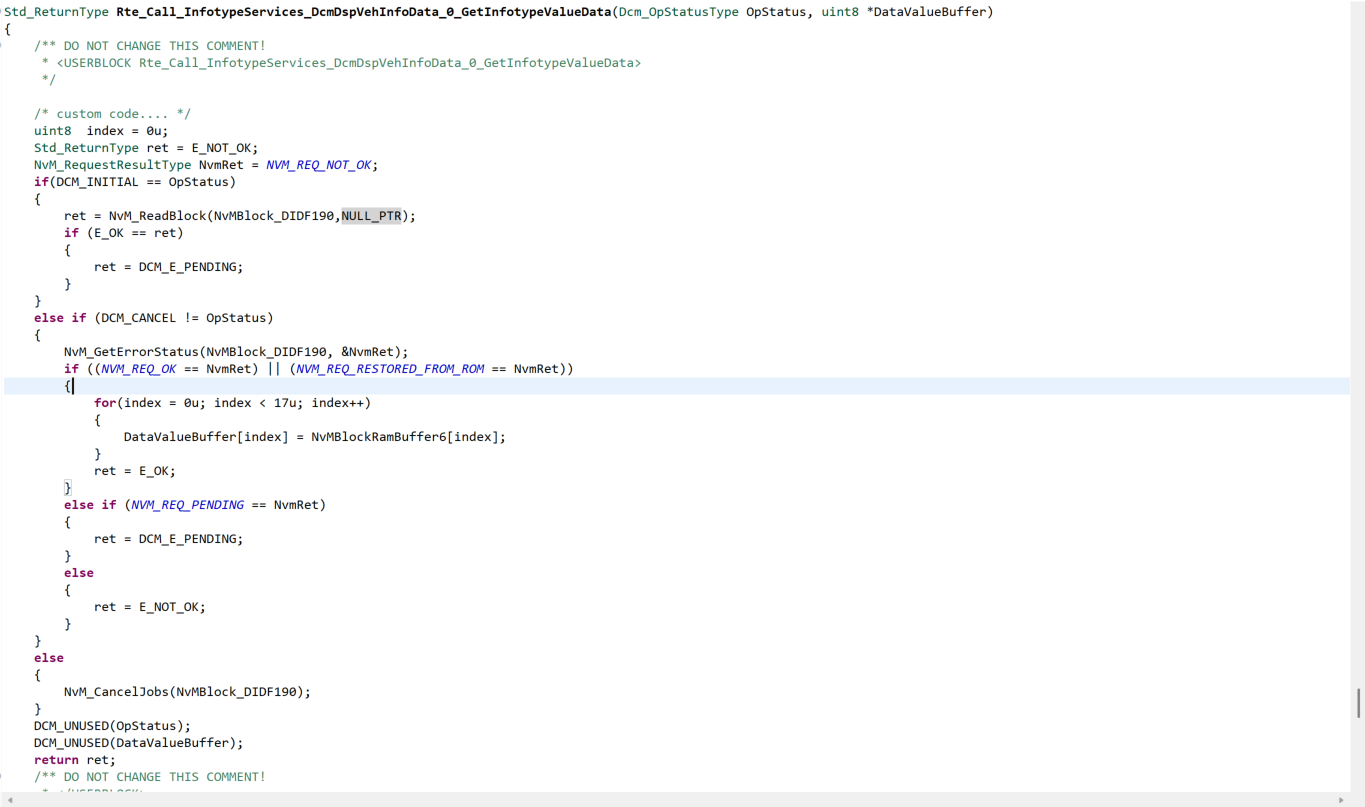 Std_ReturnType Rte_Call_InfotypeServices_DcmDspVehInfoData_0_GetInfotypeValueData(Dcm_OpStatusType OpStatus, uint8 *DataValueBuffer)
{
    /** DO NOT CHANGE THIS COMMENT!
     * <USERBLOCK Rte_Call_InfotypeServices_DcmDspVehInfoData_0_GetInfotypeValueData>
     */

    /* custom code.... */
    uint8  index = 0u;
    Std_ReturnType ret = E_NOT_OK;
    NvM_RequestResultType NvmRet = NVM_REQ_NOT_OK;
    if(DCM_INITIAL == OpStatus)
    {
        ret = NvM_ReadBlock(NvMBlock_DIDF190,NULL_PTR);
        if (E_OK == ret)
        {
            ret = DCM_E_PENDING;
        }
    }
    else if (DCM_CANCEL != OpStatus)
    {
        NvM_GetErrorStatus(NvMBlock_DIDF190, &NvmRet);
        if ((NVM_REQ_OK == NvmRet) || (NVM_REQ_RESTORED_FROM_ROM == NvmRet))
        {
            for(index = 0u; index < 17u; index++)
            {
                DataValueBuffer[index] = NvMBlockRamBuffer6[index];
            }
            ret = E_OK;
        }
        else if (NVM_REQ_PENDING == NvmRet)
        {
            ret = DCM_E_PENDING;
        }
        else
        {
            ret = E_NOT_OK;
        }
    }
    else
    {
        NvM_CancelJobs(NvMBlock_DIDF190);
    }
    DCM_UNUSED(OpStatus);
    DCM_UNUSED(DataValueBuffer);
    return ret;
    /** DO NOT CHANGE THIS COMMENT!